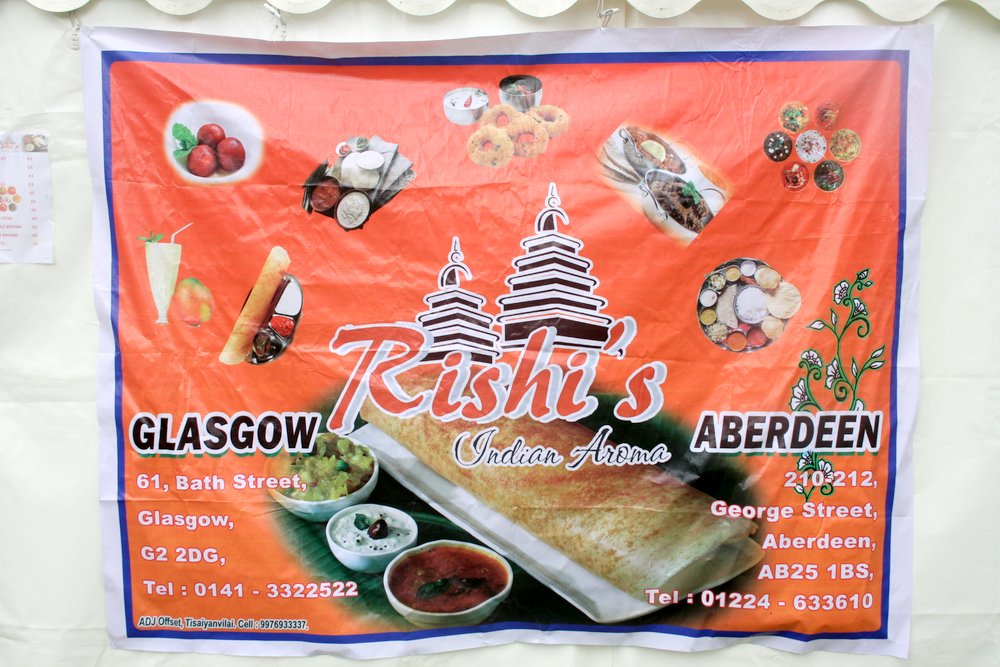 Rishi's
Indian Aroma
GLASGOW
61, Bath Street,
Glasgow,
G2 2DG,
Tel : 0141 - 3322522
ABERDEEN
210-212,
George Street,
Aberdeen,
AB25 1BS,
Tel : 01224 - 633610
ADJ Offset, Tisaiyanvilai. Cell : 9976933337,